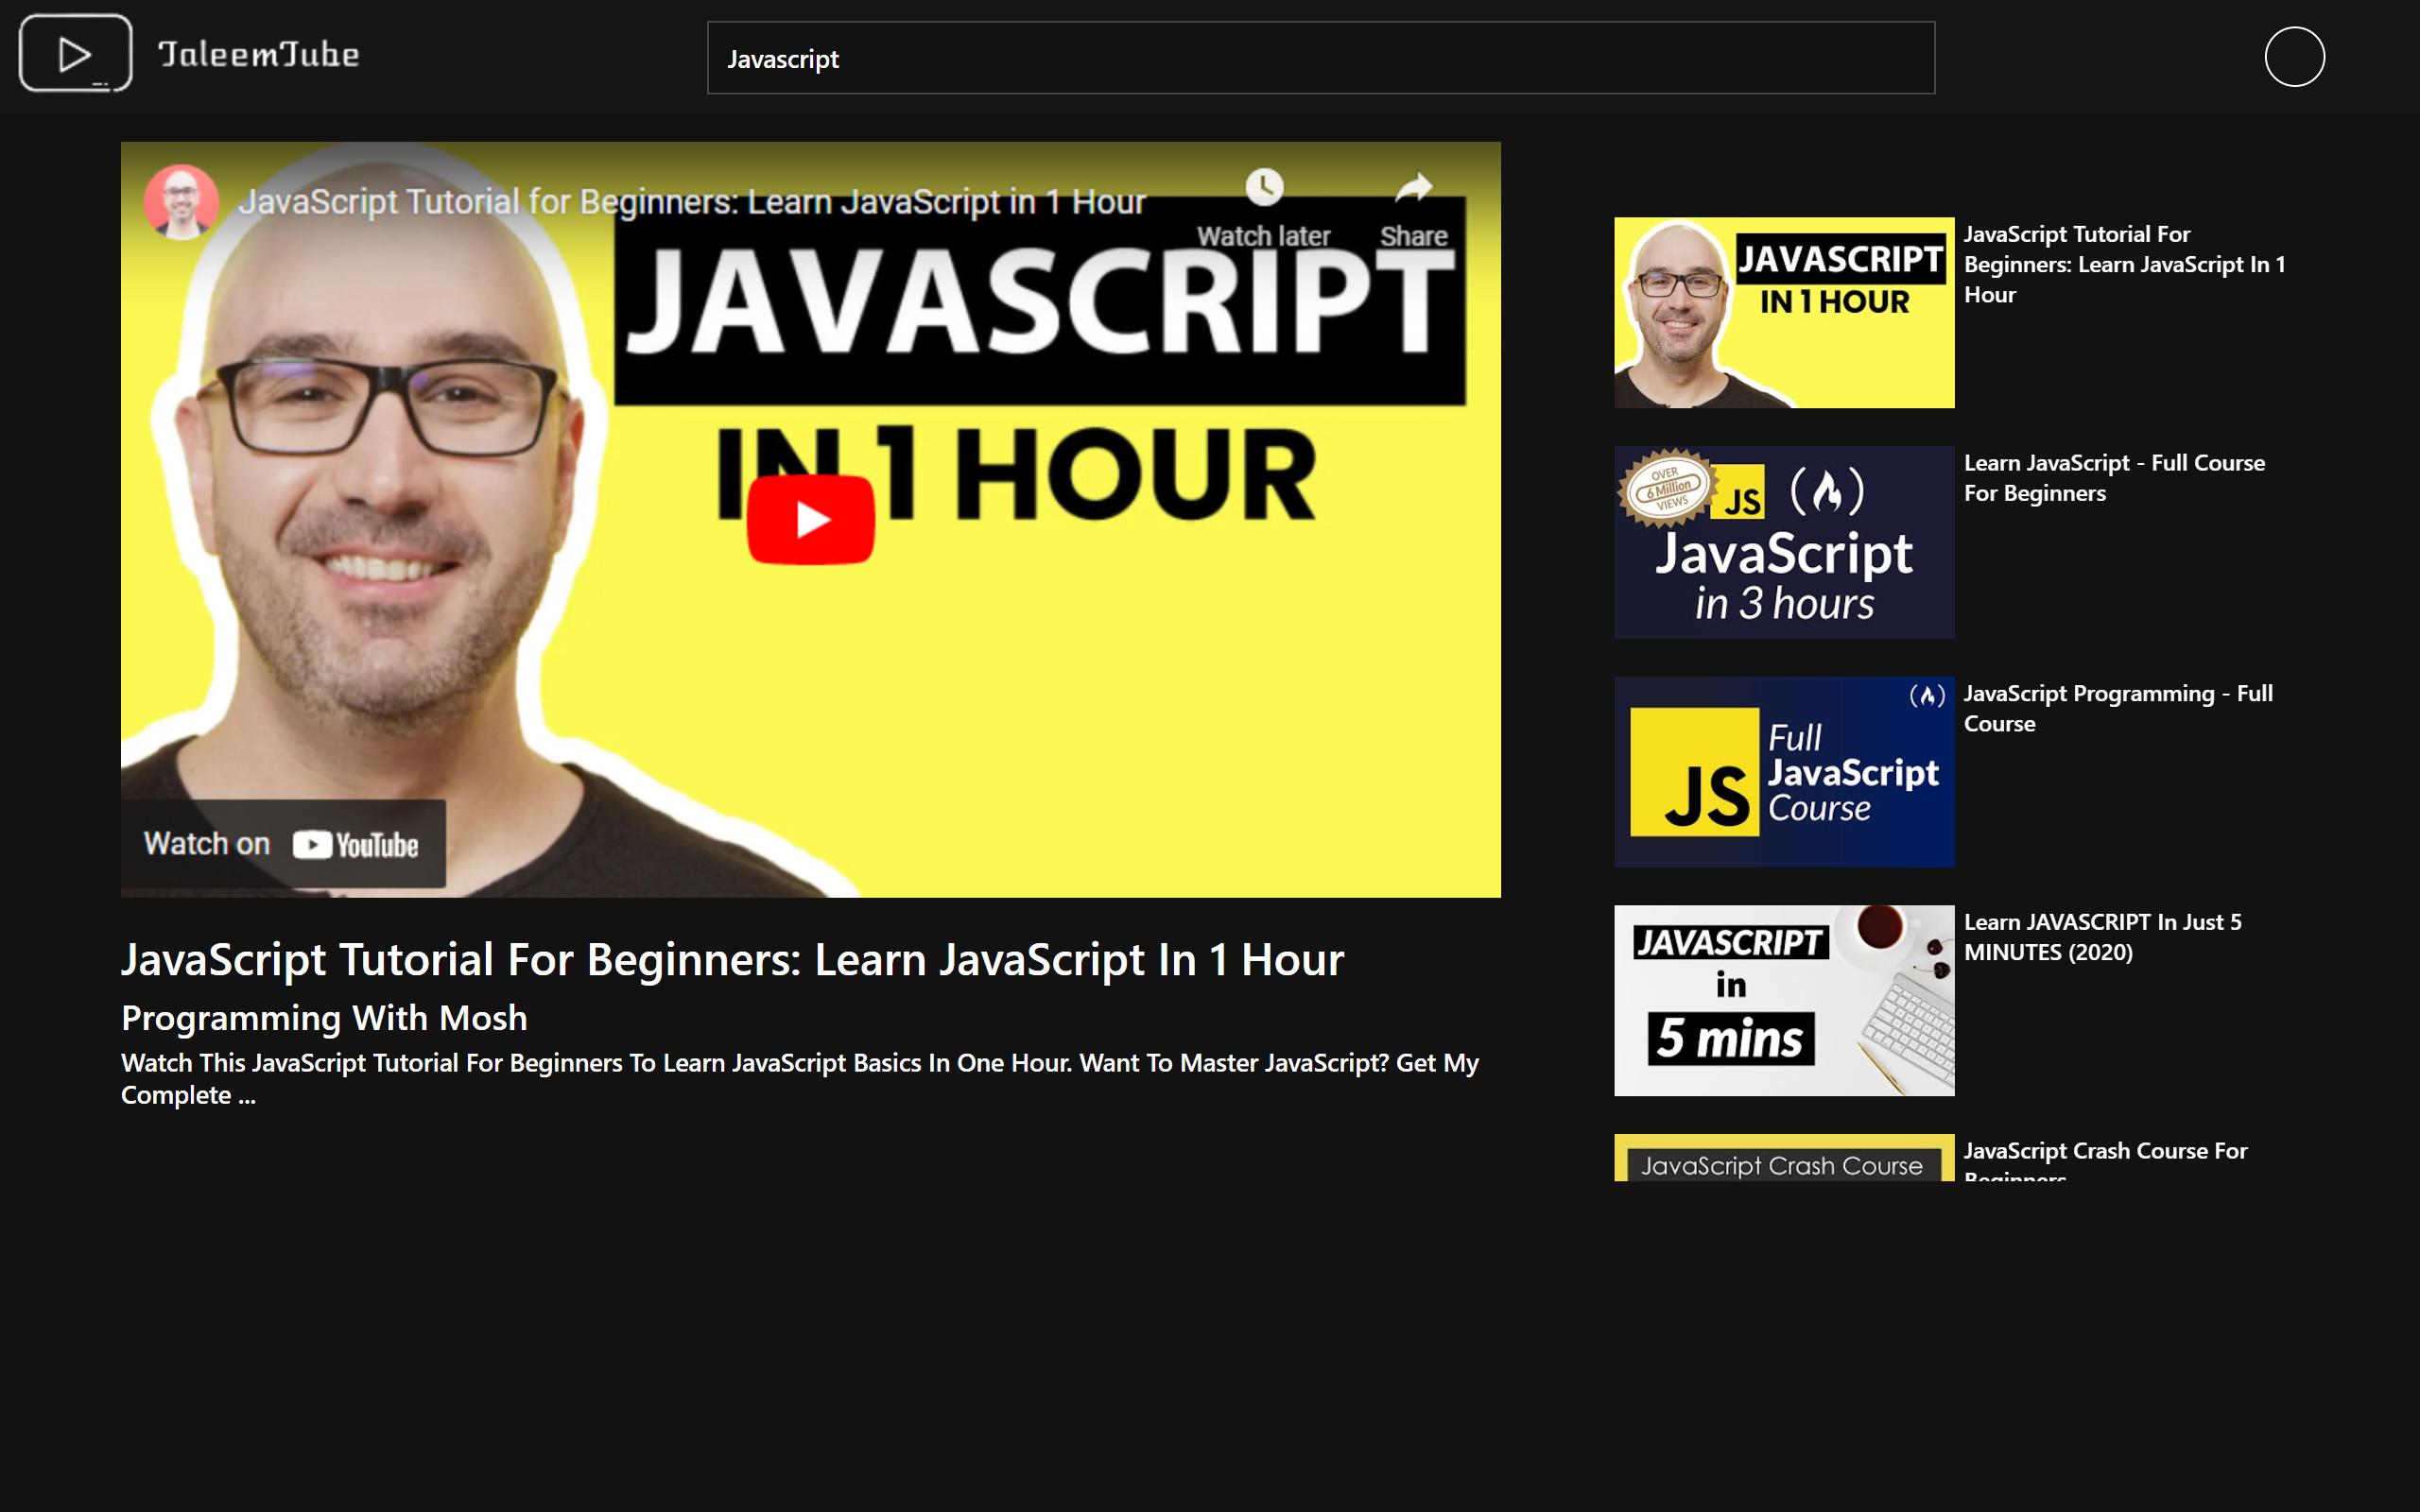 TaleemTube
Javascript
JavaScript Tutorial for Beginners: Learn JavaScript in 1 Hour
Watch later
Share
JAVASCRIPT
IN 1 HOUR
Watch on YouTube
JavaScript Tutorial For Beginners: Learn JavaScript In 1 Hour
Programming With Mosh
Watch This JavaScript Tutorial For Beginners To Learn JavaScript Basics In One Hour. Want To Master JavaScript? Get My
Complete ...
JAVASCRIPT
IN 1 HOUR
JavaScript Tutorial For
Beginners: Learn JavaScript In 1
Hour
OVER
6 Million
VIEWS
JS
JavaScript
in 3 hours
Learn JavaScript - Full Course
For Beginners
JS
Full
JavaScript
Course
JavaScript Programming - Full
Course
JAVASCRIPT
in
5 mins
Learn JAVASCRIPT In Just 5
MINUTES (2020)
JavaScript Crash Course
JavaScript Crash Course For
Beginners